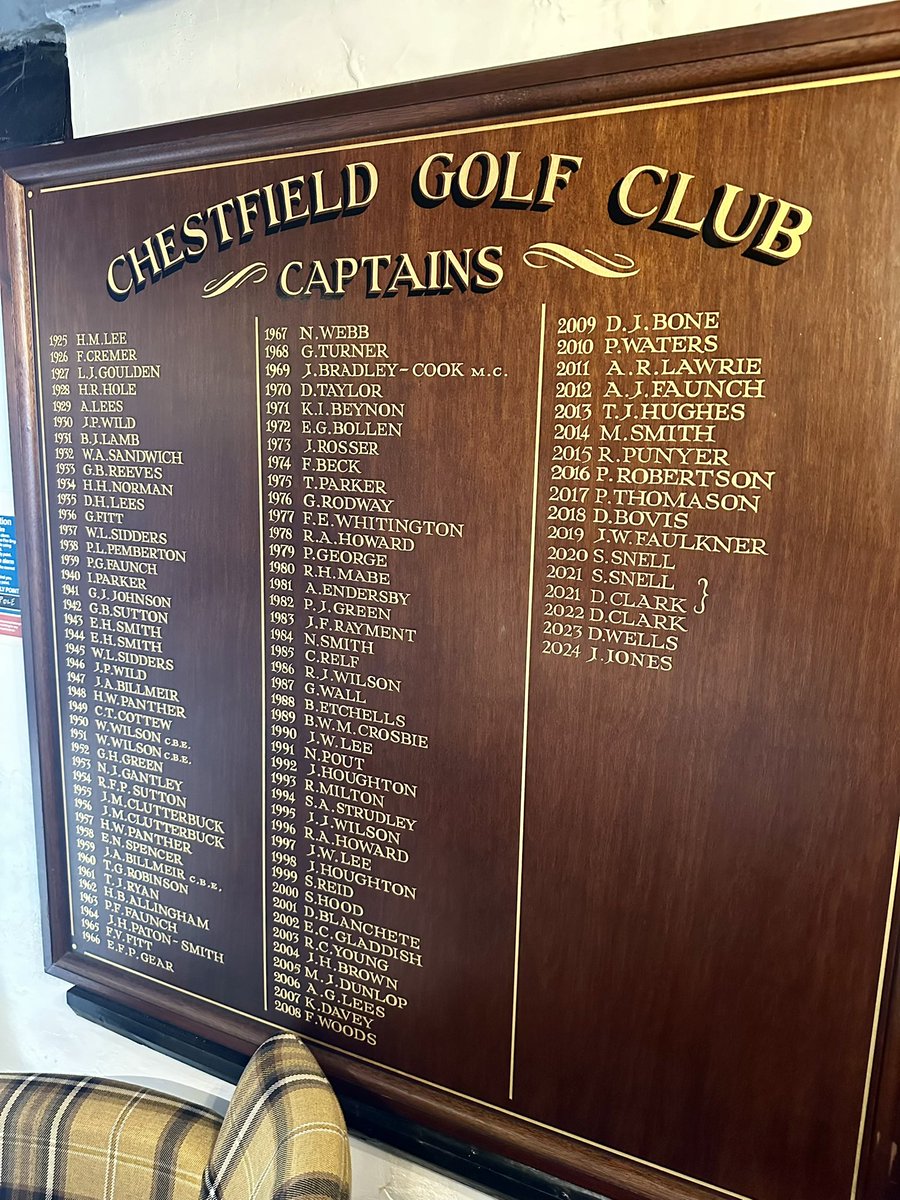 CHESTFIELD GOLF CLUB
CAPTAINS
1925 H.M.LEE
1926 F.CREMER
1927 L.J.GOULDEN
1928 H.R.HOLE
1929 A.LEES
1930 J.P.WILD
1931 B.J.LAMB
1932 W.A.SANDWICH
1933 G.B.REEVES
1934 H.H.NORMAN
1935 D.H.LEES
1936 G.FITT
1937 W.L.SIDDERS
1938 P.L.PEMBERTON
1939 P.G.FAUNCH
1940 I.PARKER
1941 G.J.JOHNSON
1942 G.B.SUTTON
1943 E.H.SMITH
1944 E.H.SMITH
1945 W.L.SIDDERS
1946 J.P.WILD
1947 J.A.BILLMEIR
1948 H.W.PANTHER
1949 C.T.COTTEW
1950 W.WILSON C.B.E.
1951 W.WILSON C.B.E.
1952 G.H.GREEN
1953 N.J.GANTLEY
1954 R.F.P.SUTTON
1955 J.M.CLUTTERBUCK
1956 J.M.CLUTTERBUCK
1957 H.W.PANTHER
1958 E.N.SPENCER
1959 J.A.BILLMEIR C.B.E.
1960 T.G.ROBINSON
1961 T.J.RYAN
1962 H.B.ALLINGHAM
1963 P.F.FAUNCH
1964 J.H.PATON-SMITH
1965 F.V.FITT
1966 E.F.P.GEAR
1967 N.WEBB
1968 G.TURNER
1969 J.BRADLEY-COOK M.C.
1970 D.TAYLOR
1971 K.I.BEYNON
1972 E.G.BOLLEN
1973 J.ROSSER
1974 F.BECK
1975 T.PARKER
1976 G.RODWAY
1977 F.E.WHITINGTON
1978 R.A.HOWARD
1979 P.GEORGE
1980 R.H.MABE
1981 A.ENDERSBY
1982 P.J.GREEN
1983 J.F.RAYMENT
1984 N.SMITH
1985 C.RELF
1986 R.J.WILSON
1987 G.WALL
1988 B.ETCHELLS
1989 B.W.M.CROSBIE
1990 J.W.LEE
1991 N.POUT
1992 J.HOUGHTON
1993 R.MILTON
1994 S.A.STRUDLEY
1995 J.J.WILSON
1996 R.A.HOWARD
1997 J.W.LEE
1998 J.HOUGHTON
1999 S.REID
2000 S.HOOD
2001 D.BLANCHETE
2002 E.C.GLADDISH
2003 R.C.YOUNG
2004 J.H.BROWN
2005 M.J.DUNLOP
2006 A.G.LEES
2007 K.DAVEY
2008 F.WOODS
2009 D.J.BONE
2010 P.WATERS
2011 A.R.LAWRIE
2012 A.J.FAUNCH
2013 T.J.HUGHES
2014 M.SMITH
2015 R.PUNYER
2016 P.ROBERTSON
2017 P.THOMASON
2018 D.BOVIS
2019 J.W.FAULKNER
2020 S.SNELL
2021 S.SNELL
2021 D.CLARK
2022 D.CLARK
2023 D.WELLS
2024 J.JONES